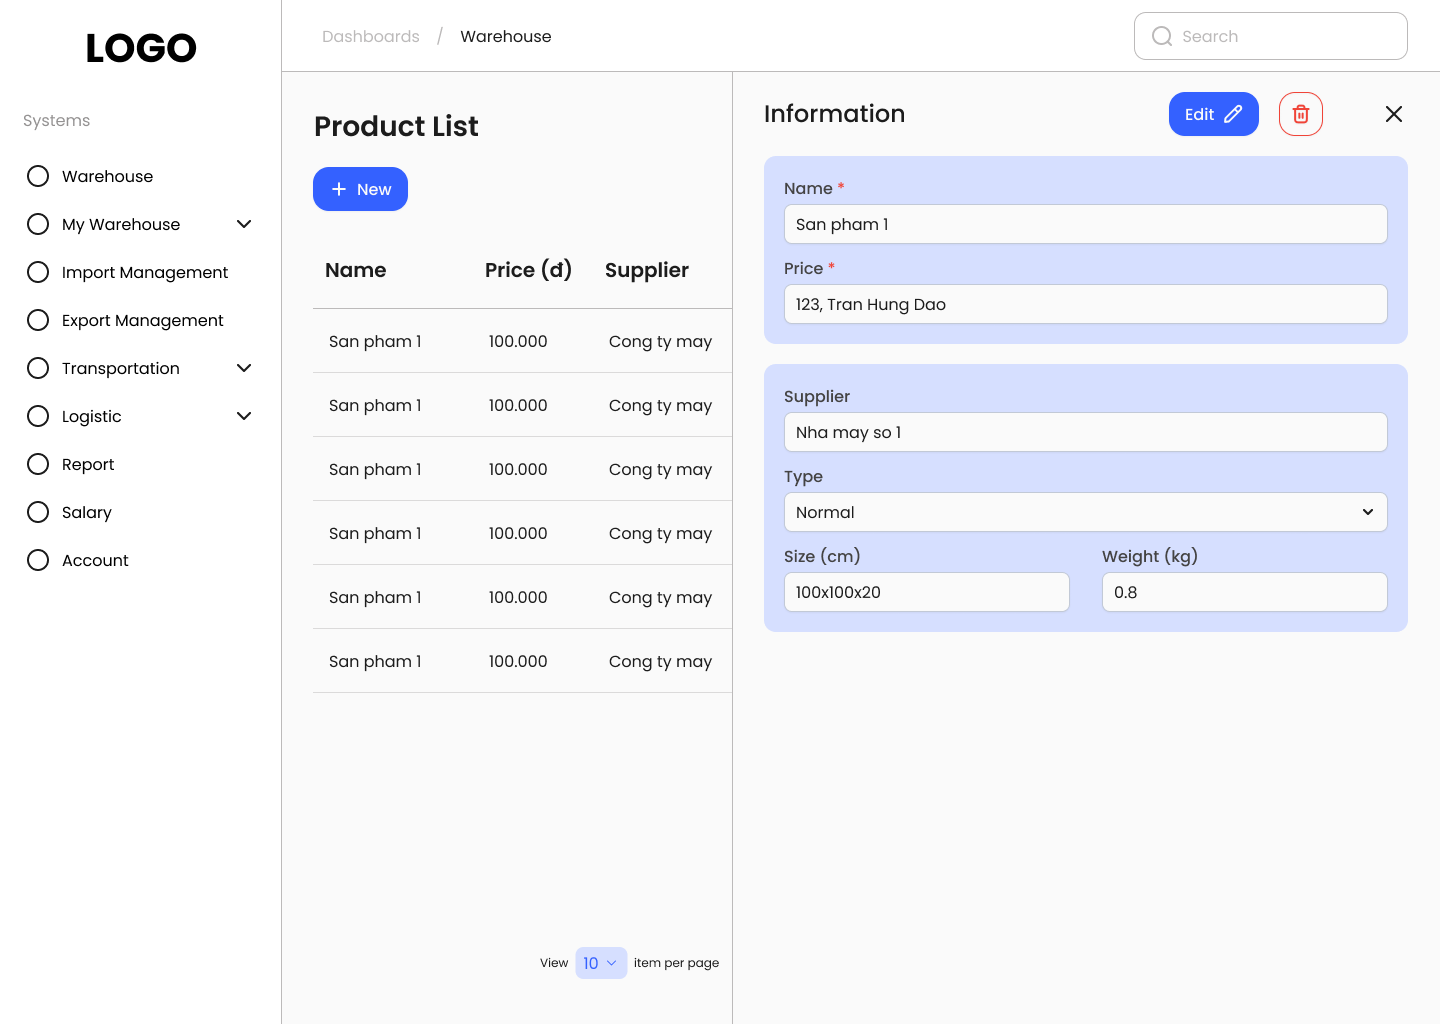 LOGO
Systems
Warehouse
My Warehouse
Import Management
Export Management
Transportation
Logistic
Report
Salary
Account
Dashboards / Warehouse
Search
Product List
+ New
Name Price (đ) Supplier
San pham 1 100.000 Cong ty may
San pham 1 100.000 Cong ty may
San pham 1 100.000 Cong ty may
San pham 1 100.000 Cong ty may
San pham 1 100.000 Cong ty may
San pham 1 100.000 Cong ty may
View 10 item per page
Information
Edit
Name *
San pham 1
Price *
123, Tran Hung Dao
Supplier
Nha may so 1
Type
Normal
Size (cm) Weight (kg)
100x100x20 0.8